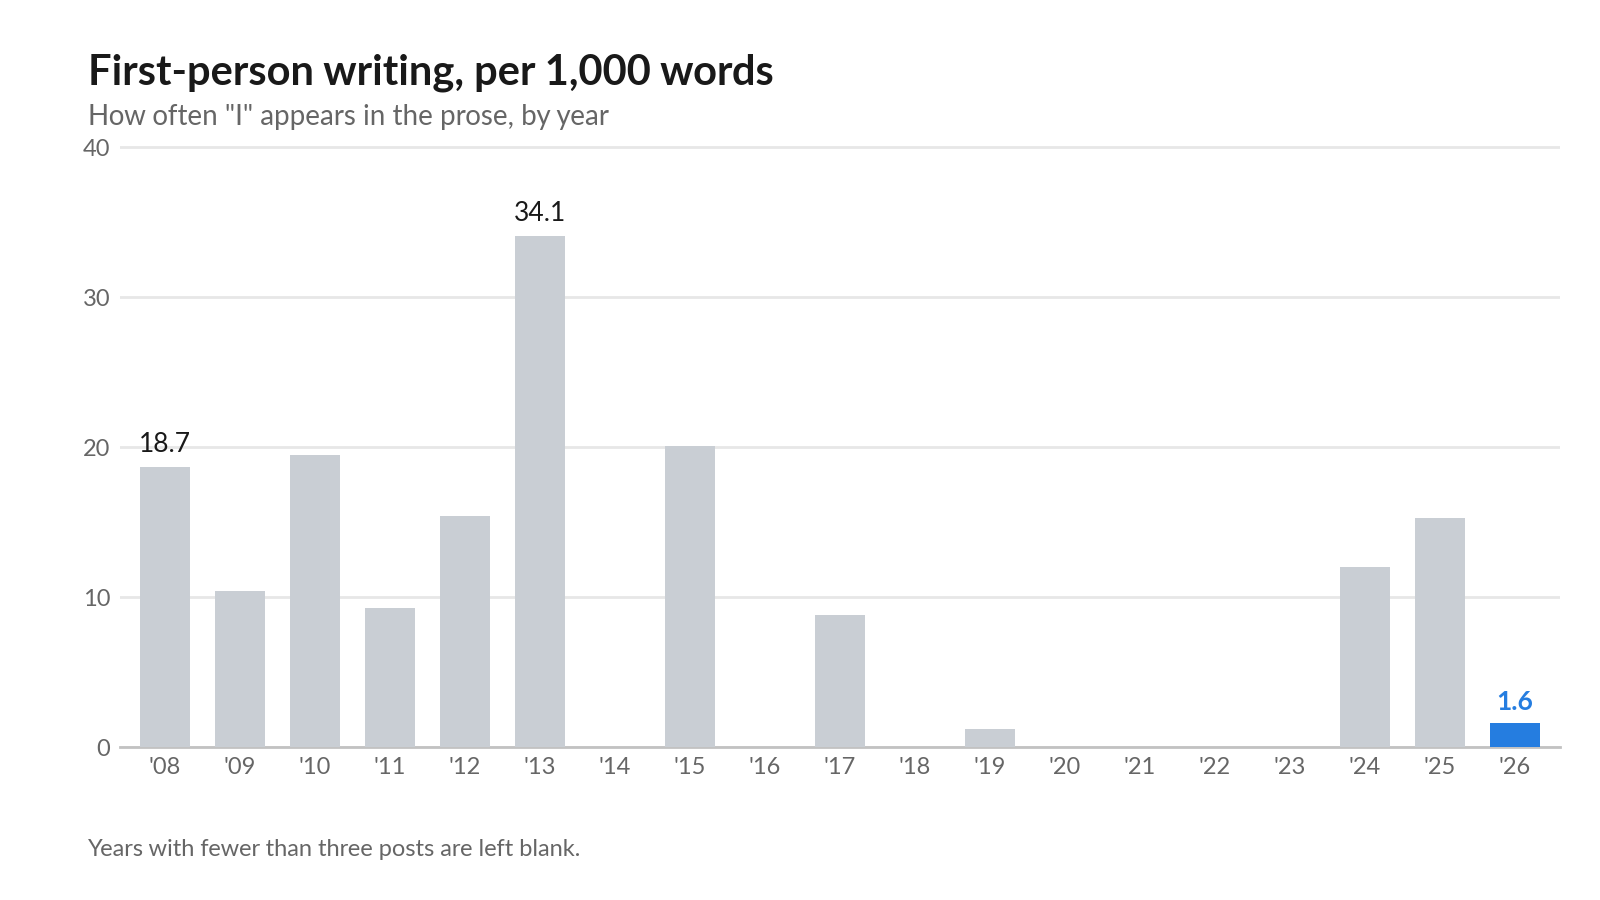 First-person writing, per 1,000 words
How often "I" appears in the prose, by year
40
34.1
30
18.7
20
10
1.6
0
'08 '09 '10 '11 '12 '13 '14 '15 '16 '17 '18 '19 '20 '21 '22 '23 '24 '25 '26
Years with fewer than three posts are left blank.